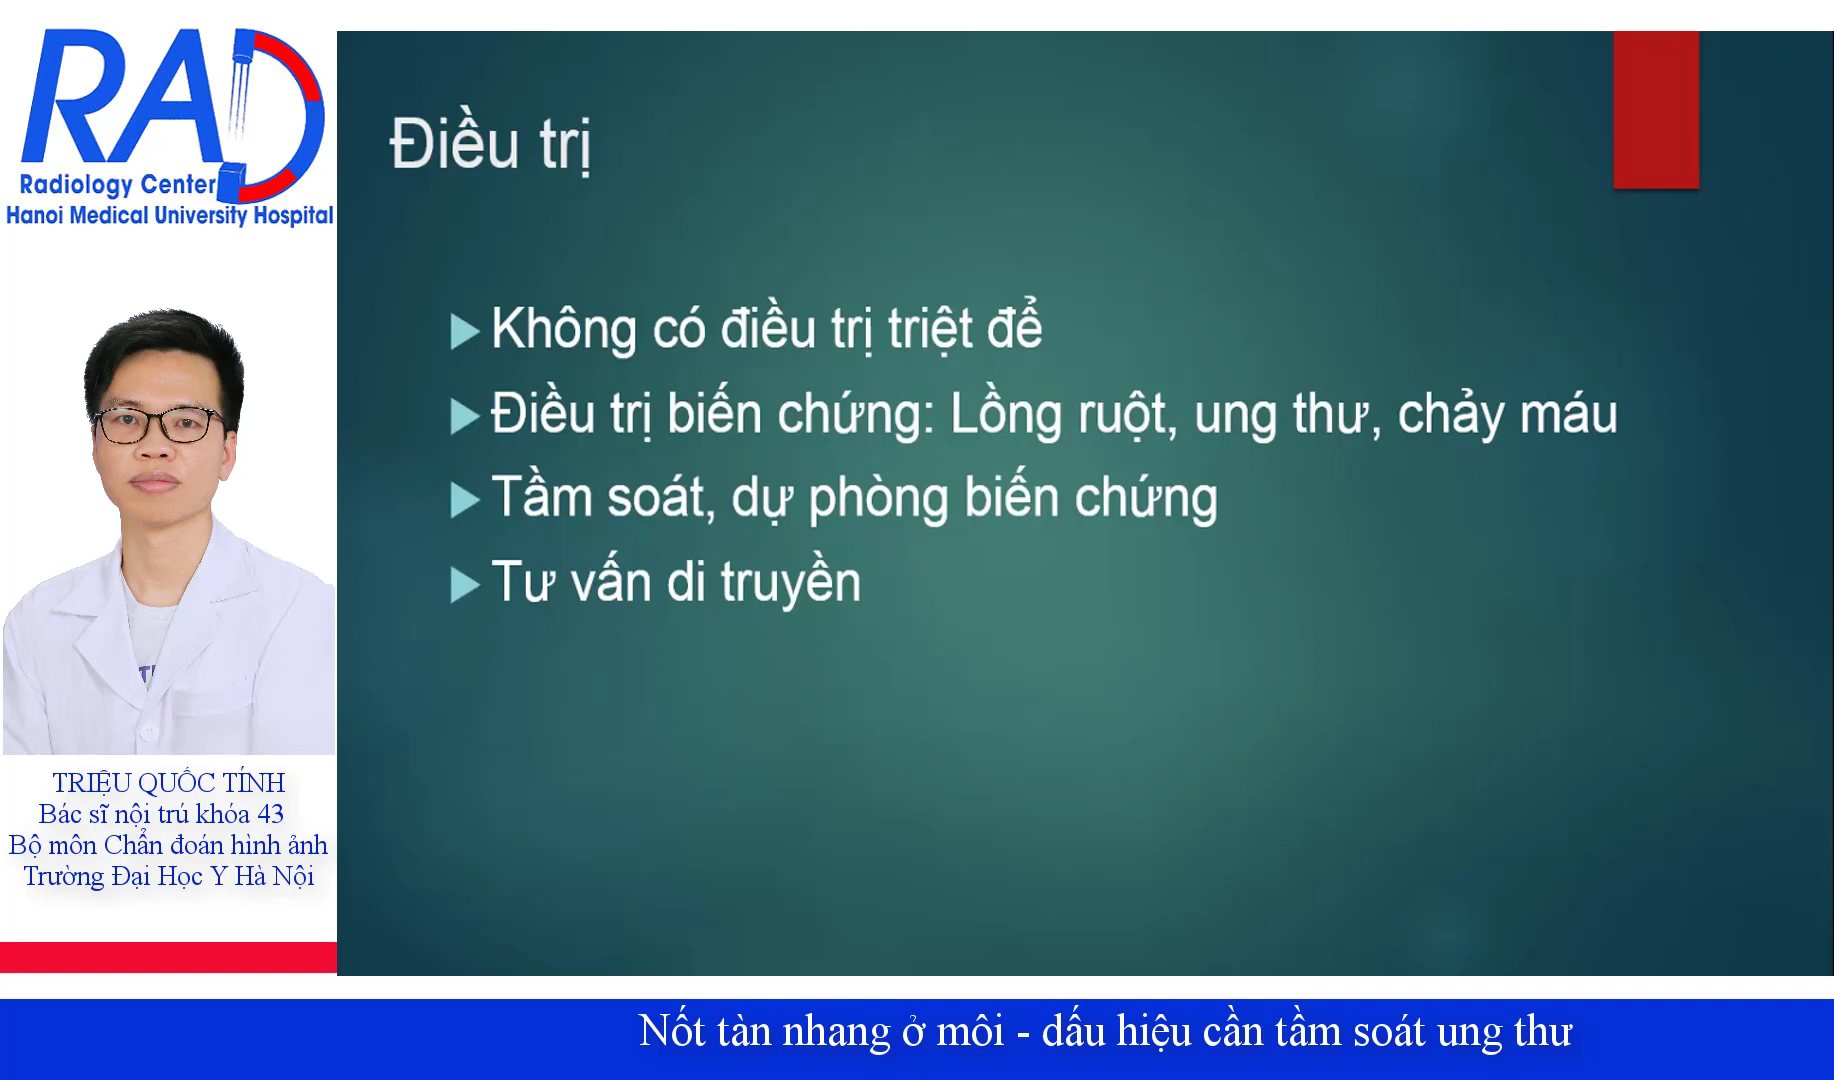 RAD
Radiology Center
Hanoi Medical University Hospital
Điều trị
Không có điều trị triệt để
Điều trị biến chứng: Lồng ruột, ung thư, chảy máu
Tầm soát, dự phòng biến chứng
Tư vấn di truyền
TRIỆU QUỐC TÍNH
Bác sĩ nội trú khóa 43
Bộ môn Chẩn đoán hình ảnh
Trường Đại Học Y Hà Nội
Nốt tàn nhang ở môi - dấu hiệu cần tầm soát ung thư